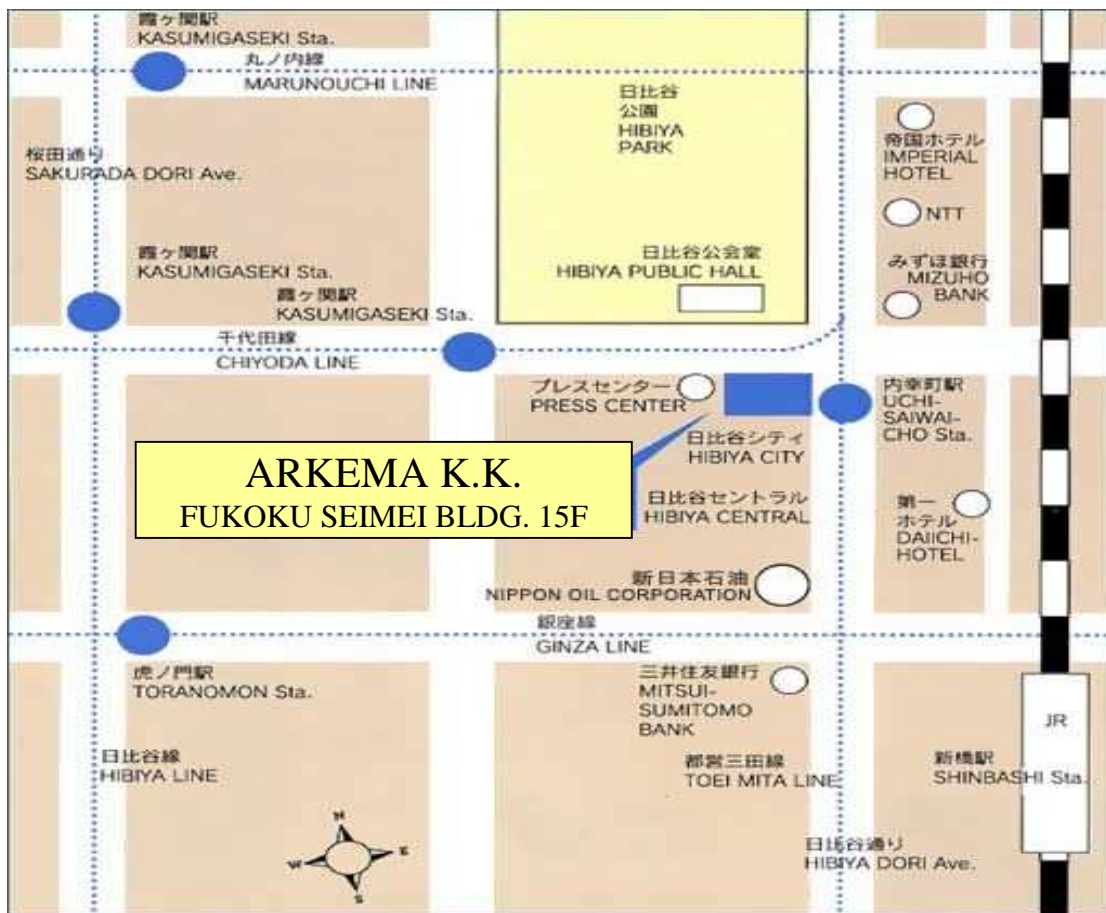 霞ヶ関駅
KASUMIGASEKI Sta.
丸ノ内線
MARUNOUCHI LINE
日比谷
公園
HIBIYA
PARK
帝国ホテル
IMPERIAL
HOTEL
桜田通り
SAKURADA DORI Ave.
NTT
霞ヶ関駅
KASUMIGASEKI Sta.
日比谷公会堂
HIBIYA PUBLIC HALL
みずほ銀行
MIZUHO
BANK
霞ヶ関駅
KASUMIGASEKI Sta.
千代田線
CHIYODA LINE
プレスセンター
PRESS CENTER
内幸町駅
UCHI-
SAIWAI-
CHO Sta.
日比谷シティ
HIBIYA CITY
ARKEMA K.K.
FUKOKU SEIMEI BLDG. 15F
日比谷セントラル
HIBIYA CENTRAL
第一
ホテル
DAIICHI-
HOTEL
新日本石油
NIPPON OIL CORPORATION
銀座線
GINZA LINE
虎ノ門駅
TORANOMON Sta.
三井住友銀行
MITSUI-
SUMITOMO
BANK
JR
日比谷線
HIBIYA LINE
都営三田線
TOEI MITA LINE
新橋駅
SHINBASHI Sta.
N
W
E
S
日比谷通り
HIBIYA DORI Ave.